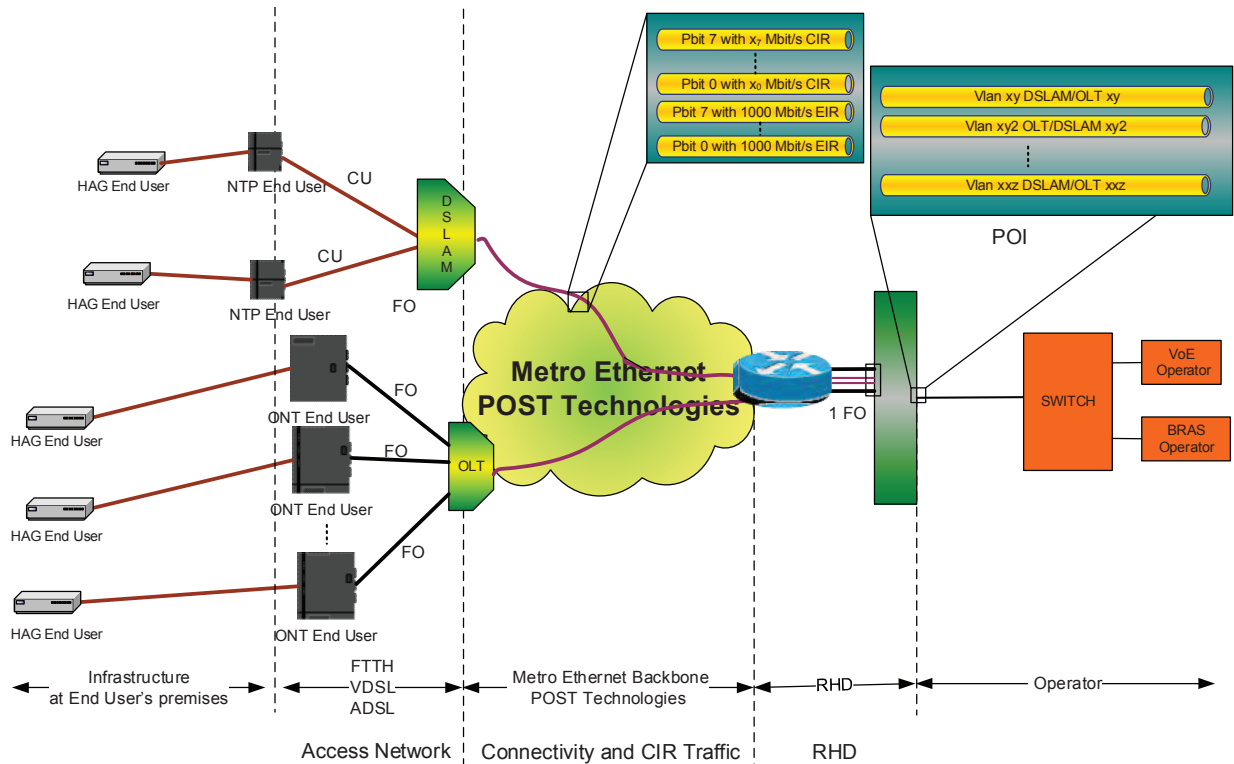 Pbit 7 with x₇ Mbit/s CIR
Pbit 0 with x₀ Mbit/s CIR
Pbit 7 with 1000 Mbit/s EIR
Pbit 0 with 1000 Mbit/s EIR
Vlan xy DSLAM/OLT xy
Vlan xy2 OLT/DSLAM xy2
Vlan xxz DSLAM/OLT xxz
POI
HAG End User
NTP End User
CU
DSLAM
HAG End User
NTP End User
CU
FO
Metro Ethernet
POST Technologies
1 FO
SWITCH
VoE
Operator
BRAS
Operator
HAG End User
ONT End User
FO
HAG End User
ONT End User
FO
OLT
HAG End User
ONT End User
FO
Infrastructure
at End User's premises
FTTH
VDSL
ADSL
Metro Ethernet Backbone
POST Technologies
RHD
Operator
Access Network
Connectivity and CIR Traffic
RHD